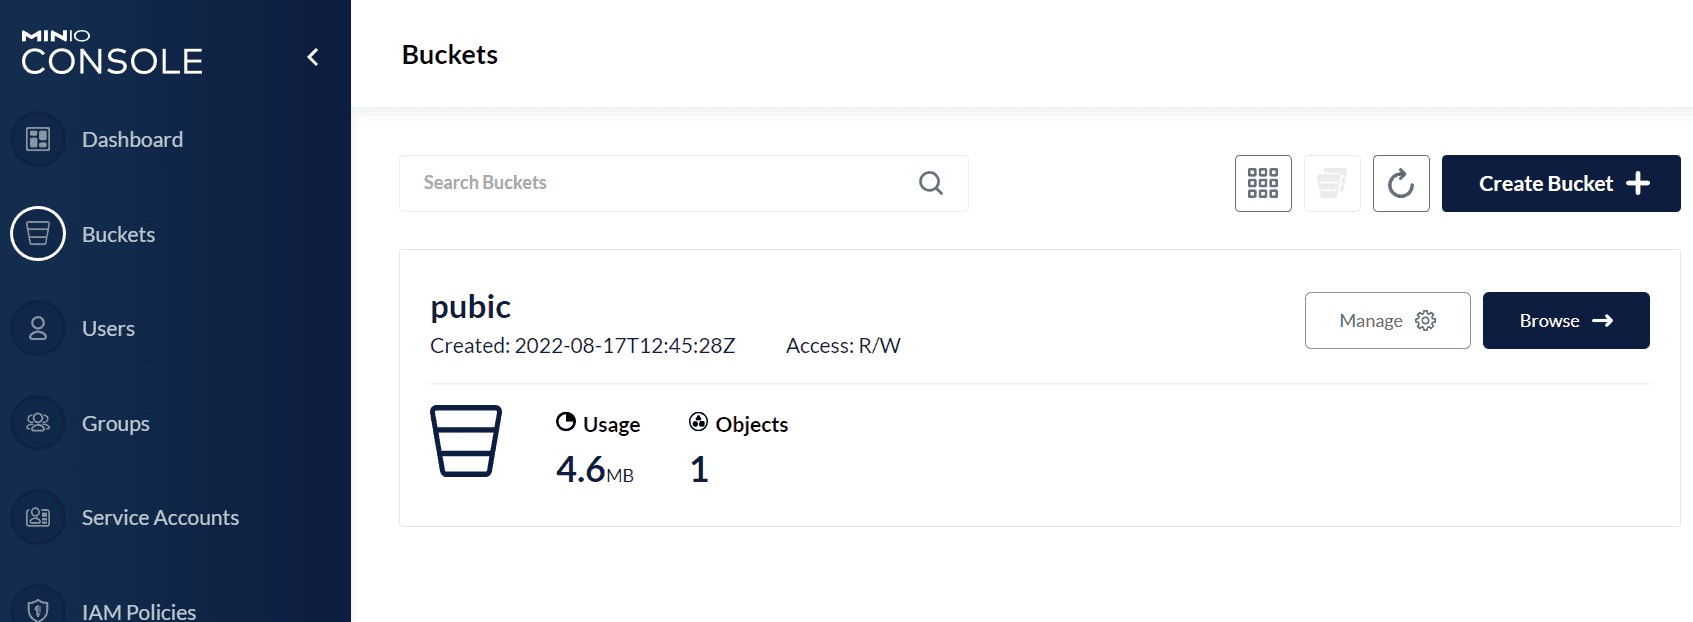 MINIO
CONSOLE
Dashboard
Buckets
Users
Groups
Service Accounts
IAM Policies
Buckets
Search Buckets
Create Bucket
pubic
Created: 2022-08-17T12:45:28Z Access: R/W
Manage
Browse
Usage Objects
4.6MB 1